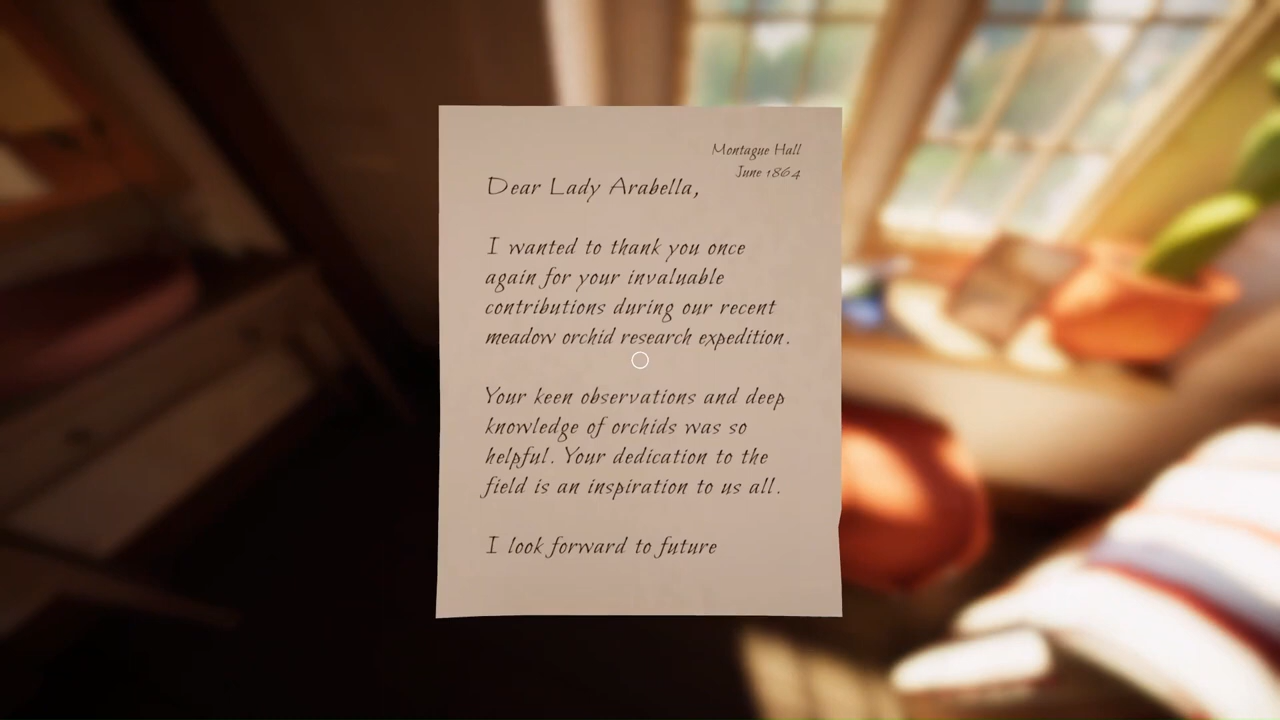 Montague Hall
June 1864
Dear Lady Arabella,
I wanted to thank you once
again for your invaluable
contributions during our recent
meadow orchid research expedition.
Your keen observations and deep
knowledge of orchids was so
helpful. Your dedication to the
field is an inspiration to us all.
I look forward to future